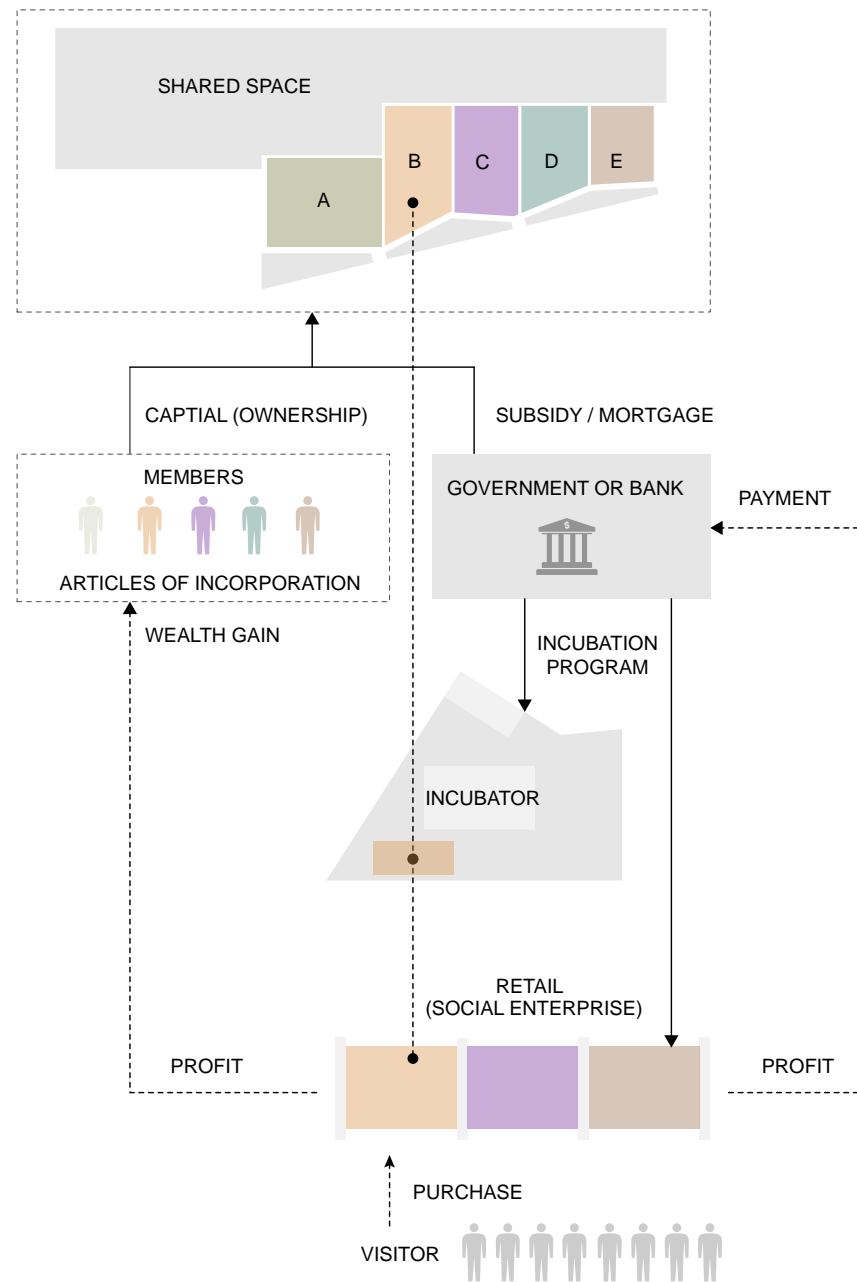 SHARED SPACE
A
B
C
D
E
CAPTIAL (OWNERSHIP)
SUBSIDY / MORTGAGE
MEMBERS
ARTICLES OF INCORPORATION
GOVERNMENT OR BANK
$
PAYMENT
WEALTH GAIN
INCUBATION
PROGRAM
INCUBATOR
RETAIL
(SOCIAL ENTERPRISE)
PROFIT
PROFIT
PURCHASE
VISITOR